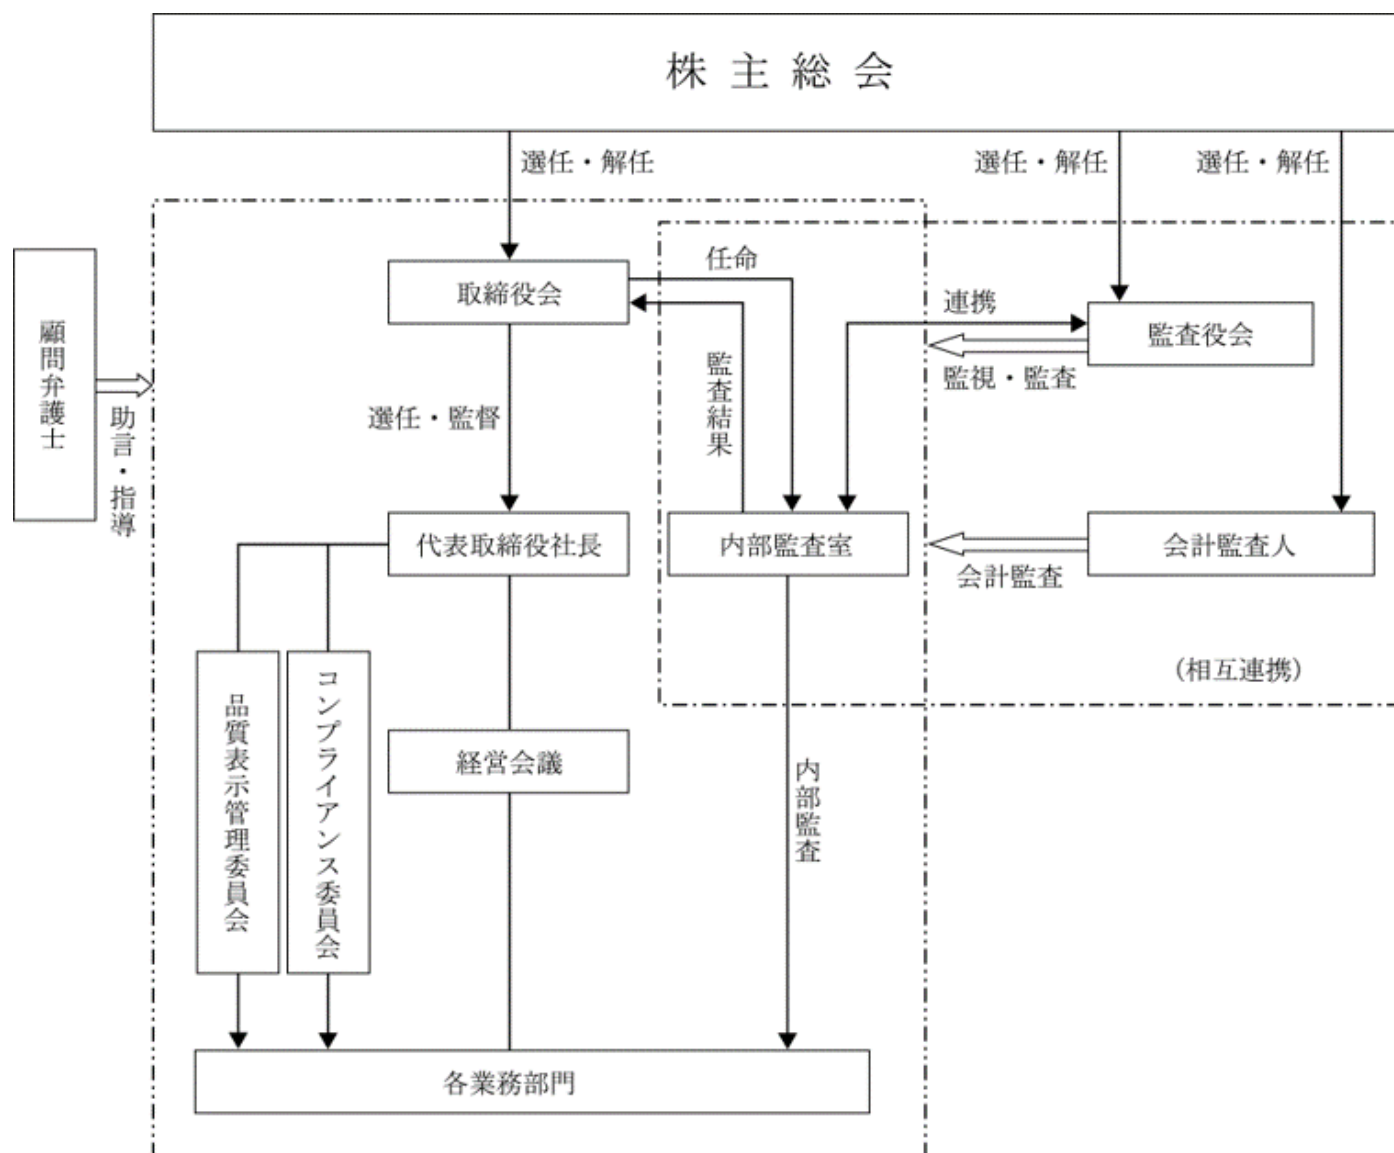 株主総会
選任・解任
選任・解任
選任・解任
取締役会
任命
連携
監査役会
監視・監査
顧問弁護士
助言・指導
監査結果
選任・監督
代表取締役社長
内部監査室
会計監査人
会計監査
(相互連携)
品質表示管理委員会
コンプライアンス委員会
経営会議
内部監査
各業務部門